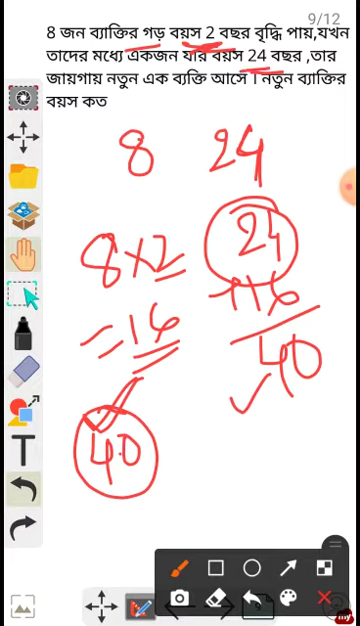 9/12
8 জন ব্যাক্তির গড় বয়স 2 বছর বৃদ্ধি পায়,যখন
তাদের মধ্যে একজন যার বয়স 24 বছর ,তার
জায়গায় নতুন এক ব্যক্তি আসে l নতুন ব্যাক্তির
বয়স কত
8 24
8×2 24
+16
=16
40
40
T
my